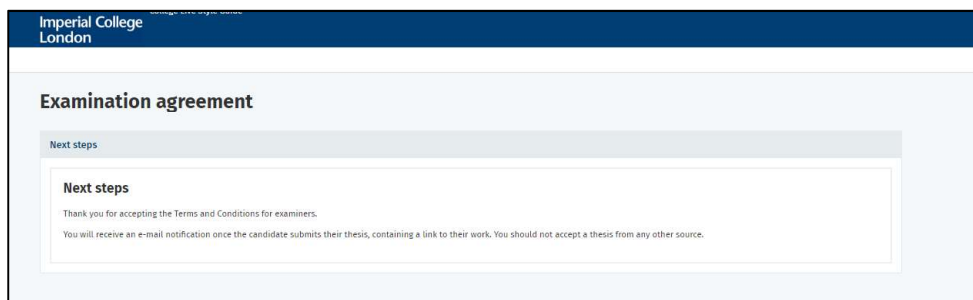 Imperial College
London
Examination agreement
Next steps
Next steps
Thank you for accepting the Terms and Conditions for examiners.
You will receive an e-mail notification once the candidate submits their thesis, containing a link to their work. You should not accept a thesis from any other source.